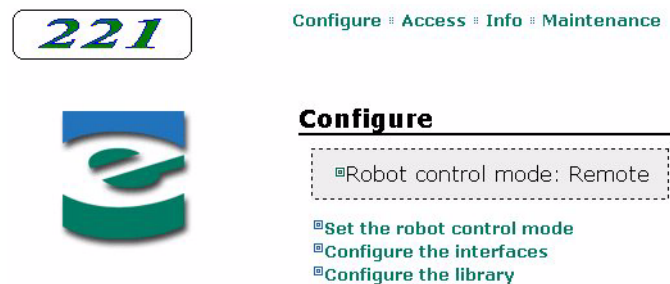 221
Configure Access Info Maintenance
Configure
Robot control mode: Remote
Set the robot control mode
Configure the interfaces
Configure the library